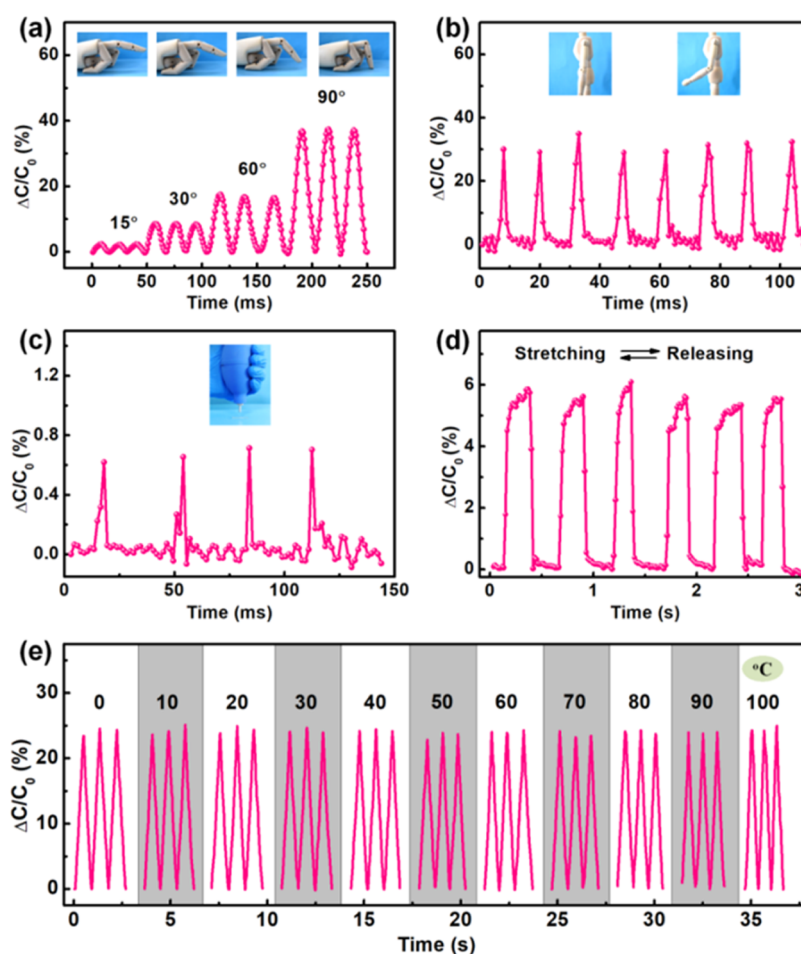 (a)
90°
60°
30°
15°
60
40
20
0
ΔC/C₀ (%)
0 50 100 150 200 250
Time (ms)
(b)
60
40
20
0
ΔC/C₀ (%)
0 20 40 60 80 100
Time (ms)
(c)
1.2
0.8
0.4
0.0
ΔC/C₀ (%)
0 50 100 150
Time (ms)
(d)
Stretching Releasing
6
4
2
0
ΔC/C₀ (%)
0 1 2 3
Time (s)
(e)
°C
0 10 20 30 40 50 60 70 80 90 100
30
20
10
0
ΔC/C₀ (%)
0 5 10 15 20 25 30 35
Time (s)